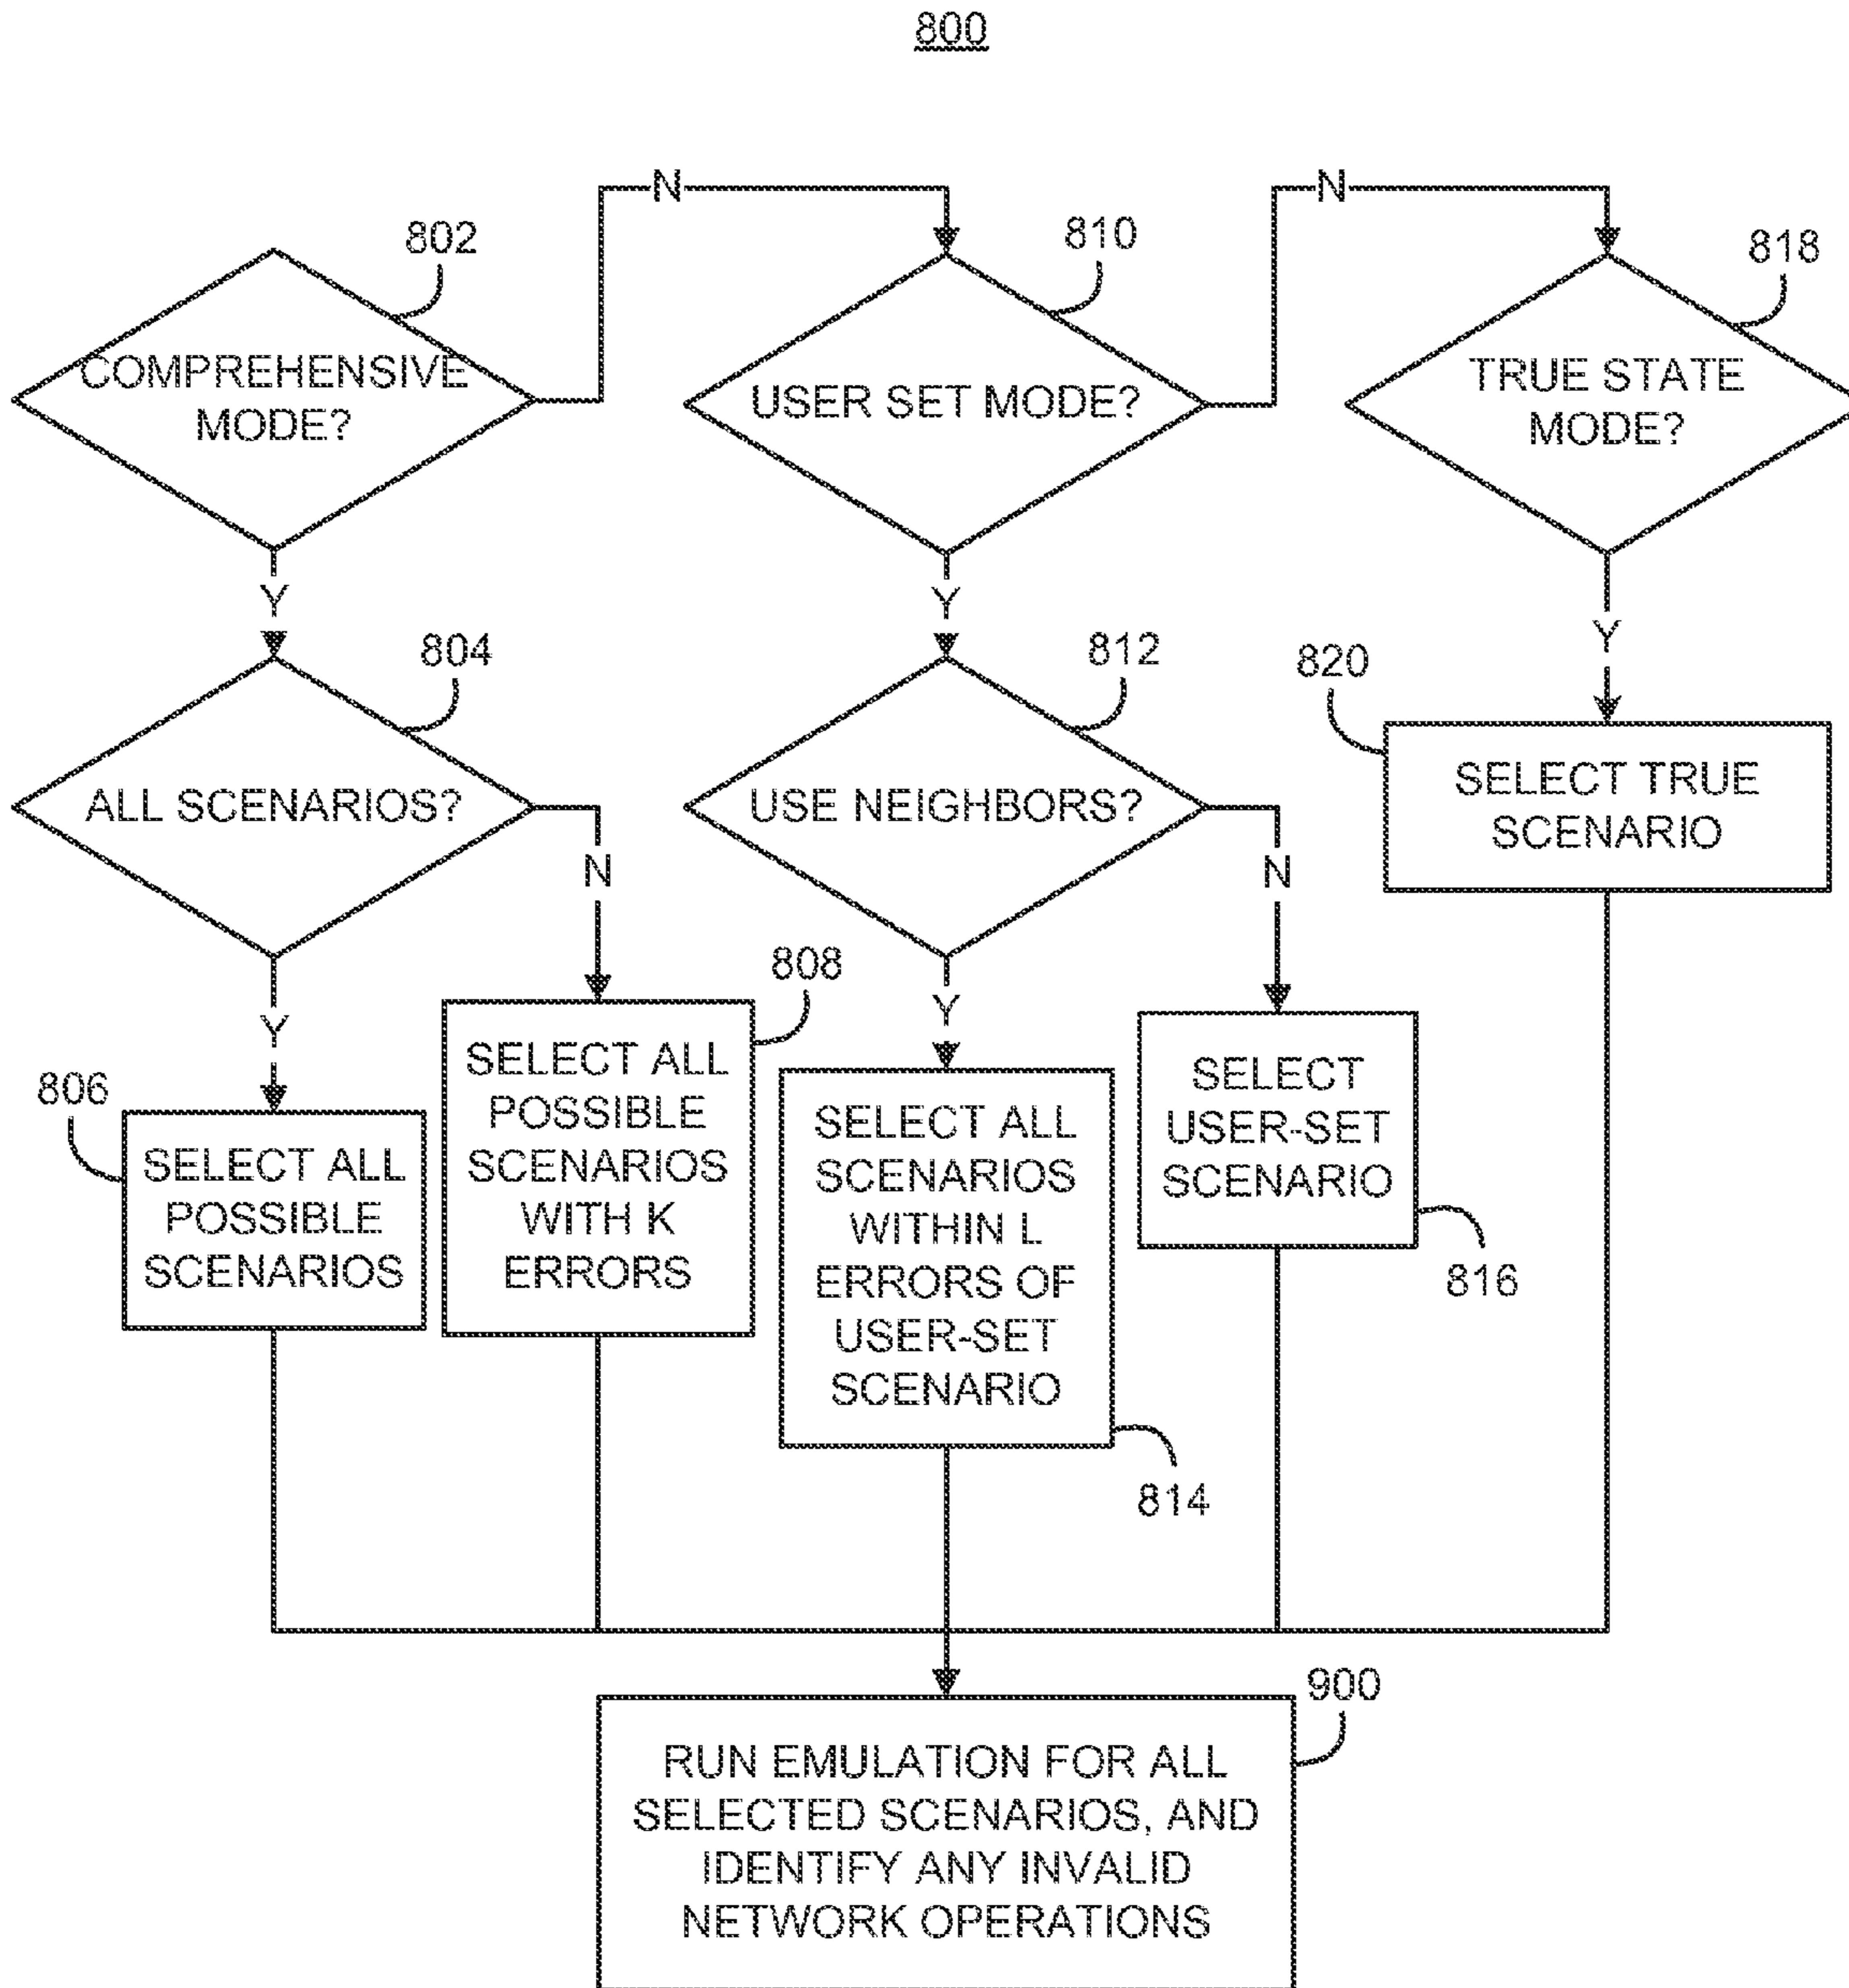 800
N
N
802
810
818
COMPREHENSIVE
MODE?
USER SET MODE?
TRUE STATE
MODE?
Y
Y
Y
804
812
820
ALL SCENARIOS?
USE NEIGHBORS?
SELECT TRUE
SCENARIO
N
N
Y
Y
808
806
SELECT ALL
POSSIBLE
SCENARIOS
SELECT ALL
POSSIBLE
SCENARIOS
WITH K
ERRORS
SELECT ALL
SCENARIOS
WITHIN L
ERRORS OF
USER-SET
SCENARIO
SELECT
USER-SET
SCENARIO
816
814
900
RUN EMULATION FOR ALL
SELECTED SCENARIOS, AND
IDENTIFY ANY INVALID
NETWORK OPERATIONS